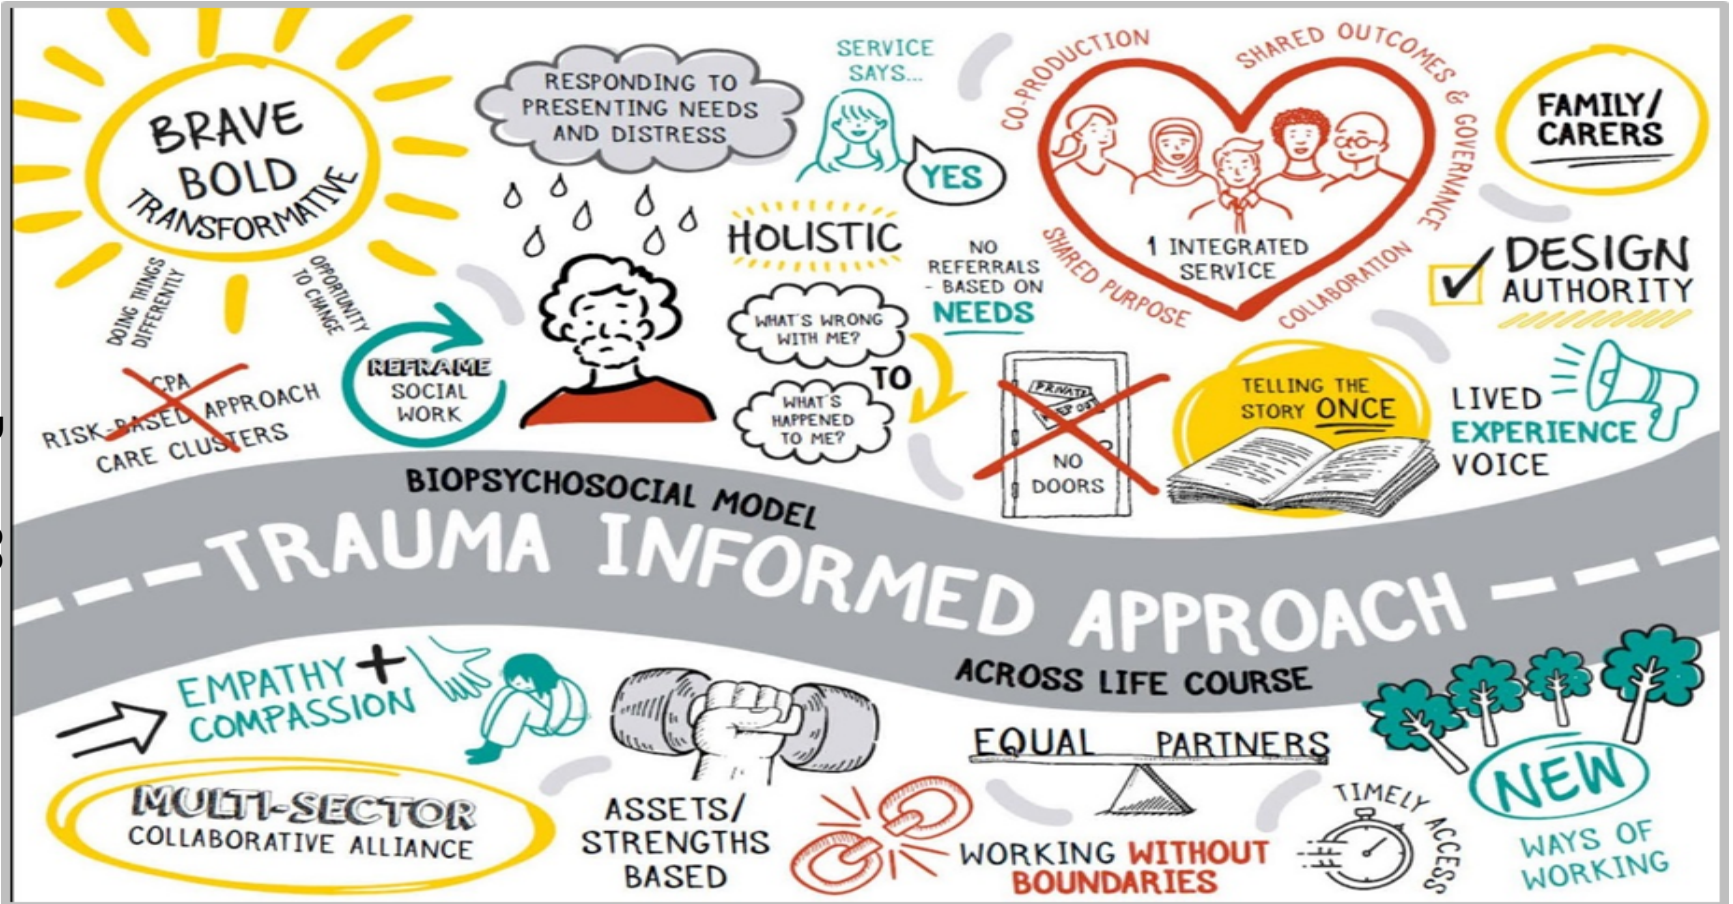 BRAVE
BOLD
TRANSFORMATIVE
DOING THINGS
DIFFERENTLY
OPPORTUNITY
TO CHANGE
CPA
RISK-BASED APPROACH
CARE CLUSTERS
REFRAME
SOCIAL
WORK
RESPONDING TO
PRESENTING NEEDS
AND DISTRESS
SERVICE
SAYS...
YES
HOLISTIC
WHAT'S WRONG
WITH ME?
TO
WHAT'S
HAPPENED
TO ME?
NO
REFERRALS
- BASED ON
NEEDS
CO-PRODUCTION
SHARED OUTCOMES & GOVERNANCE
SHARED PURPOSE
COLLABORATION
1 INTEGRATED
SERVICE
FAMILY/
CARERS
DESIGN
AUTHORITY
PRIVATE
KEEP OUT
NO
DOORS
TELLING THE
STORY ONCE
LIVED
EXPERIENCE
VOICE
BIOPSYCHOSOCIAL MODEL
TRAUMA INFORMED APPROACH
ACROSS LIFE COURSE
EMPATHY +
COMPASSION
MULTI-SECTOR
COLLABORATIVE ALLIANCE
ASSETS/
STRENGTHS
BASED
EQUAL PARTNERS
WORKING WITHOUT
BOUNDARIES
TIMELY ACCESS
NEW
WAYS OF
WORKING